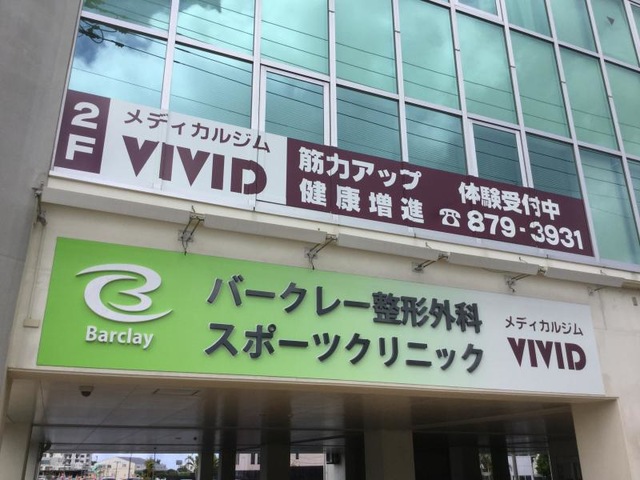 2F
メディカルジム
VIVID
筋力アップ
健康増進
体験受付中
☎879-3931
Barclay
バークレー整形外科
スポーツクリニック
メディカルジム
VIVID